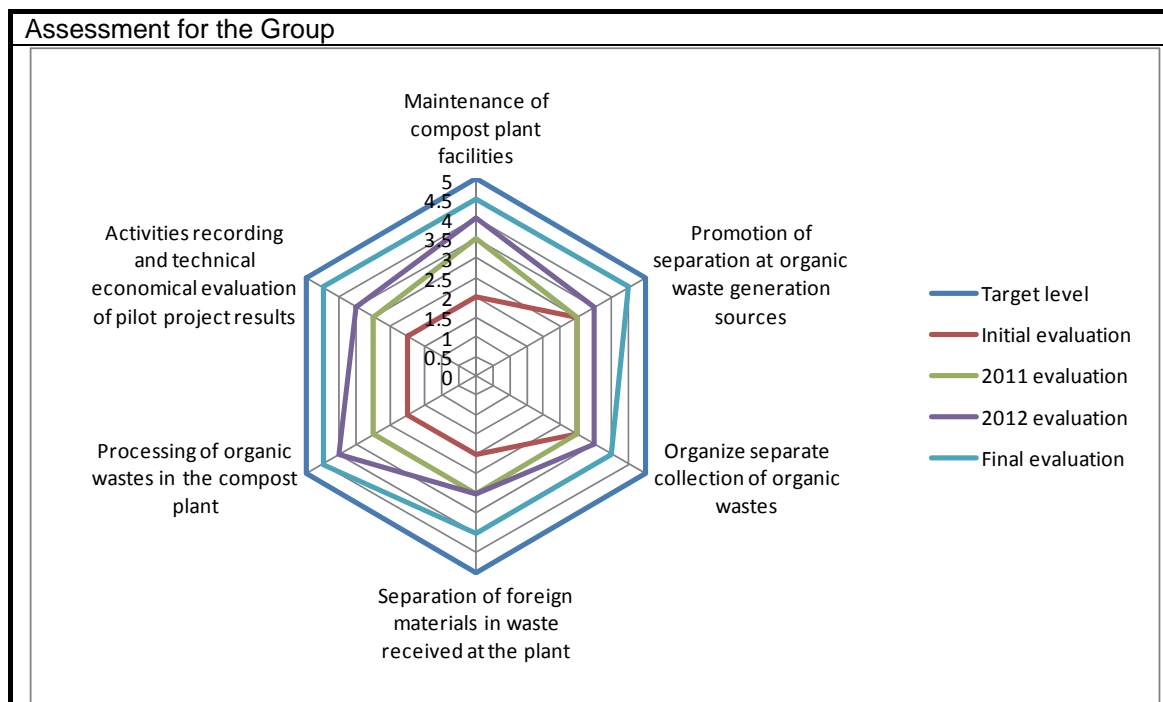 Assessment for the Group
Maintenance of
compost plant
facilities
5
4.5
4
3.5
3
2.5
2
1.5
1
0.5
0
Promotion of
separation at organic
waste generation
sources
Organize separate
collection of organic
wastes
Separation of foreign
materials in waste
received at the plant
Processing of organic
wastes in the compost
plant
Activities recording
and technical
economical evaluation
of pilot project results
Target level
Initial evaluation
2011 evaluation
2012 evaluation
Final evaluation